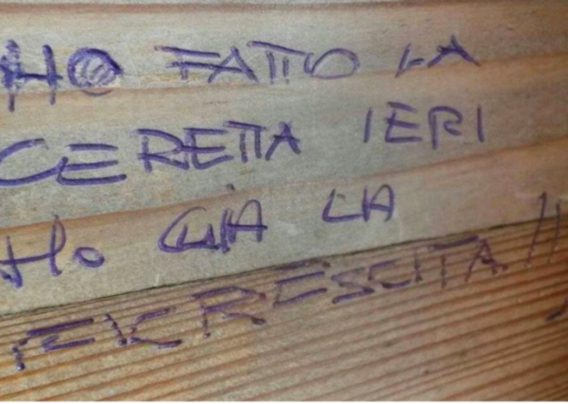 HO FATTO LA
CERETTA IERI
HO GIÀ LA
RICRESCITA!!